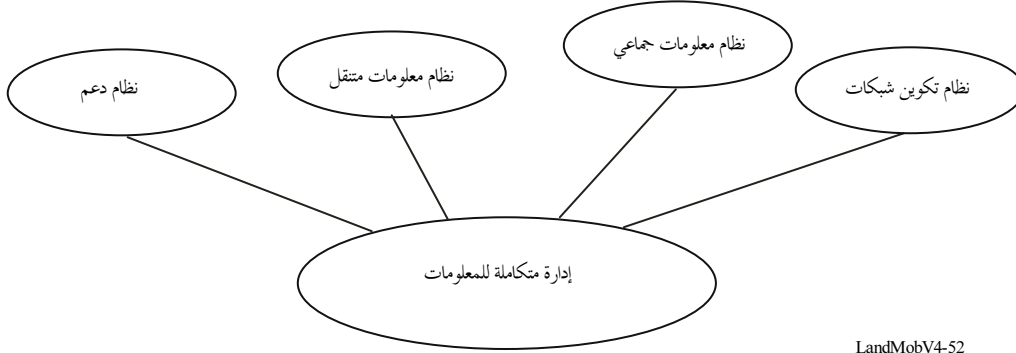 نظام تكوين شبكات
نظام معلومات جماعي
نظام معلومات متنقل
نظام دعم
إدارة متكاملة للمعلومات
LandMobV4-52